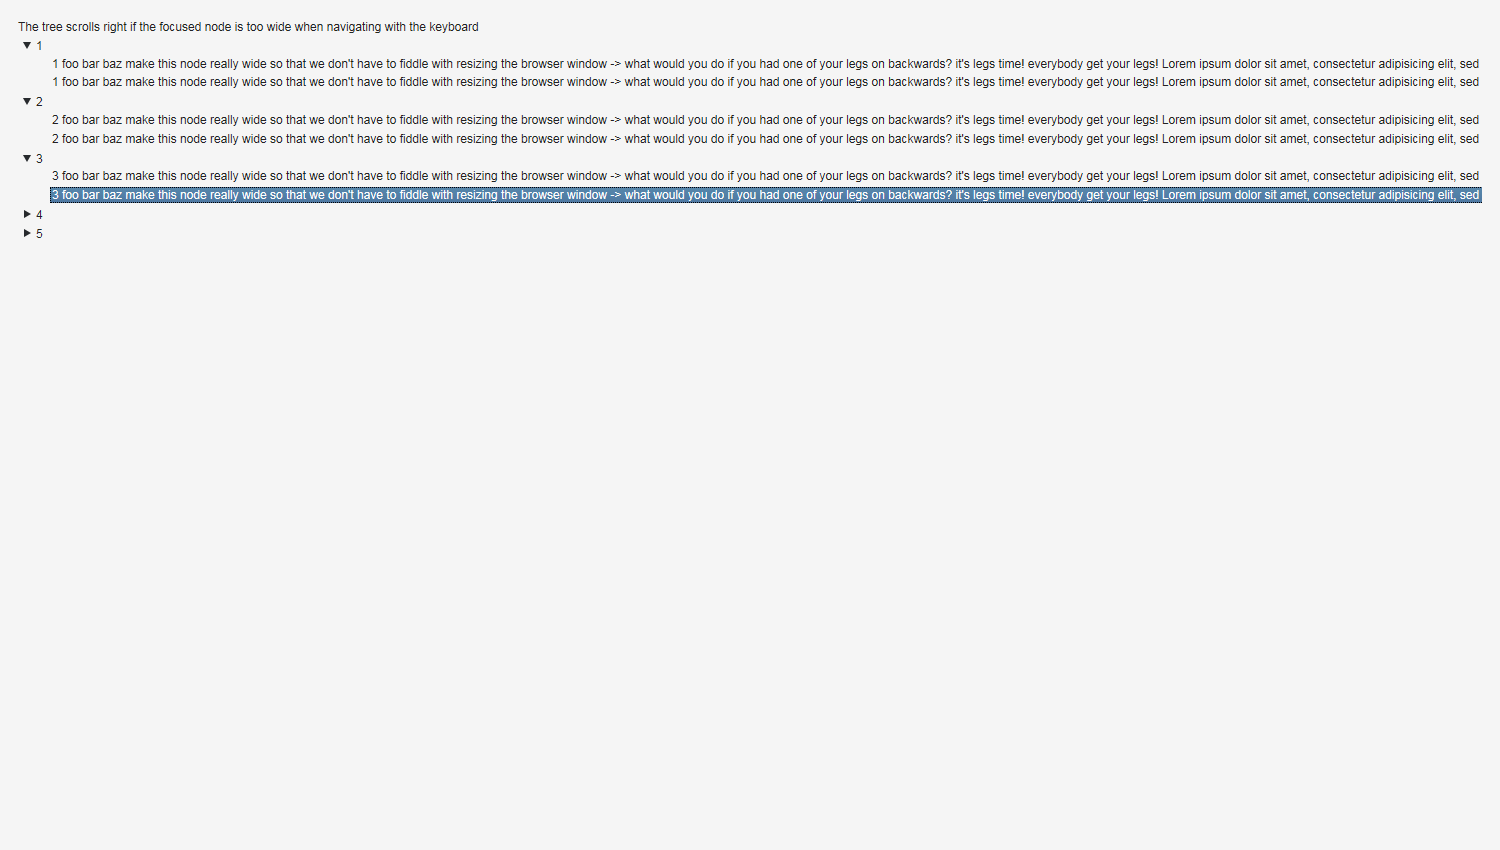 The tree scrolls right if the focused node is too wide when navigating with the keyboard
1
1 foo bar baz make this node really wide so that we don't have to fiddle with resizing the browser window -> what would you do if you had one of your legs on backwards? it's legs time! everybody get your legs! Lorem ipsum dolor sit amet, consectetur adipisicing elit, sed
1 foo bar baz make this node really wide so that we don't have to fiddle with resizing the browser window -> what would you do if you had one of your legs on backwards? it's legs time! everybody get your legs! Lorem ipsum dolor sit amet, consectetur adipisicing elit, sed
2
2 foo bar baz make this node really wide so that we don't have to fiddle with resizing the browser window -> what would you do if you had one of your legs on backwards? it's legs time! everybody get your legs! Lorem ipsum dolor sit amet, consectetur adipisicing elit, sed
2 foo bar baz make this node really wide so that we don't have to fiddle with resizing the browser window -> what would you do if you had one of your legs on backwards? it's legs time! everybody get your legs! Lorem ipsum dolor sit amet, consectetur adipisicing elit, sed
3
3 foo bar baz make this node really wide so that we don't have to fiddle with resizing the browser window -> what would you do if you had one of your legs on backwards? it's legs time! everybody get your legs! Lorem ipsum dolor sit amet, consectetur adipisicing elit, sed
3 foo bar baz make this node really wide so that we don't have to fiddle with resizing the browser window -> what would you do if you had one of your legs on backwards? it's legs time! everybody get your legs! Lorem ipsum dolor sit amet, consectetur adipisicing elit, sed
4
5